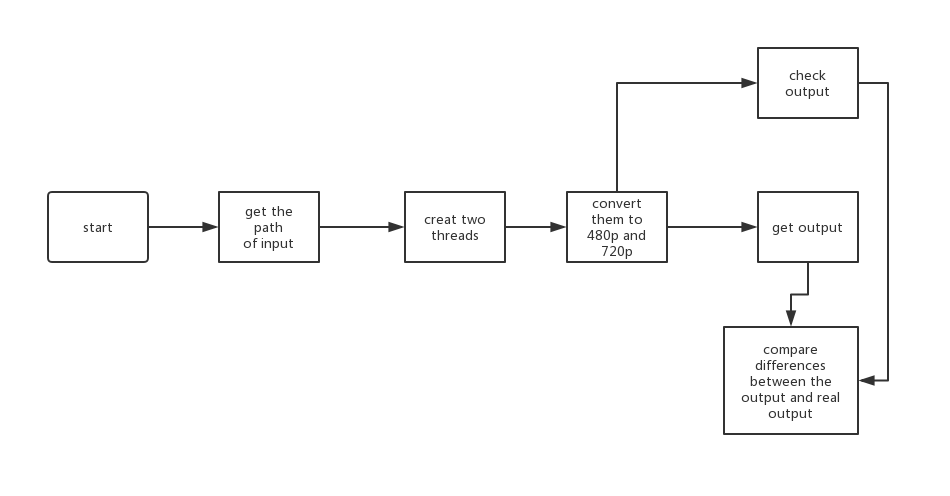 start
get the
path
of input
creat two
threads
convert
them to
480p and
720p
check
output
get output
compare
differences
between the
output and real
output